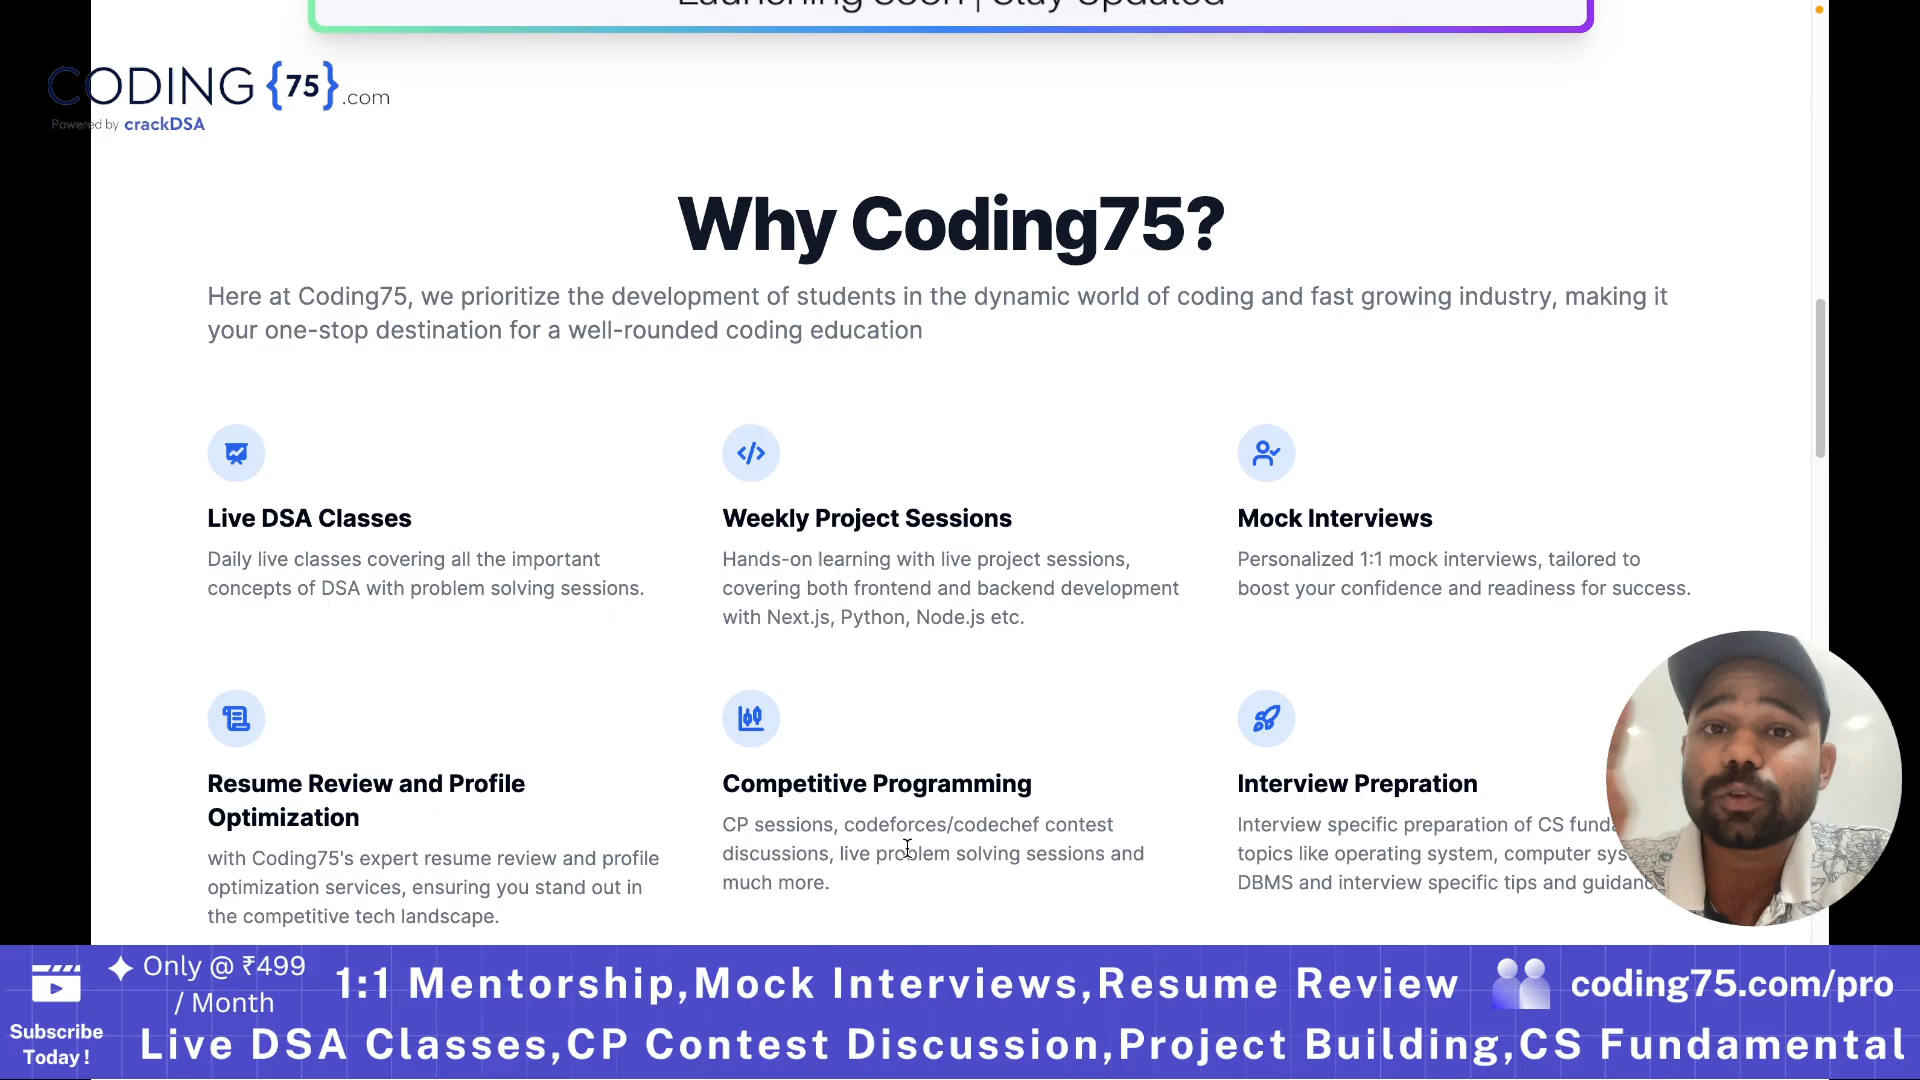 Launching Soon | Stay Updated
CODING {75} .com
Powered by crackDSA
Why Coding75?
Here at Coding75, we prioritize the development of students in the dynamic world of coding and fast growing industry, making it
your one-stop destination for a well-rounded coding education
Live DSA Classes
Daily live classes covering all the important
concepts of DSA with problem solving sessions.
Weekly Project Sessions
Hands-on learning with live project sessions,
covering both frontend and backend development
with Next.js, Python, Node.js etc.
Mock Interviews
Personalized 1:1 mock interviews, tailored to
boost your confidence and readiness for success.
Resume Review and Profile
Optimization
with Coding75's expert resume review and profile
optimization services, ensuring you stand out in
the competitive tech landscape.
Competitive Programming
CP sessions, codeforces/codechef contest
discussions, live problem solving sessions and
much more.
Interview Prepration
Interview specific preparation of CS
topics like operating system, computer
DBMS and interview specific tips and
Only @ ₹499
/ Month
Subscribe
Today!
1:1 Mentorship,Mock Interviews,Resume Review
coding75.com/pro
Live DSA Classes,CP Contest Discussion,Project Building,CS Fundamental